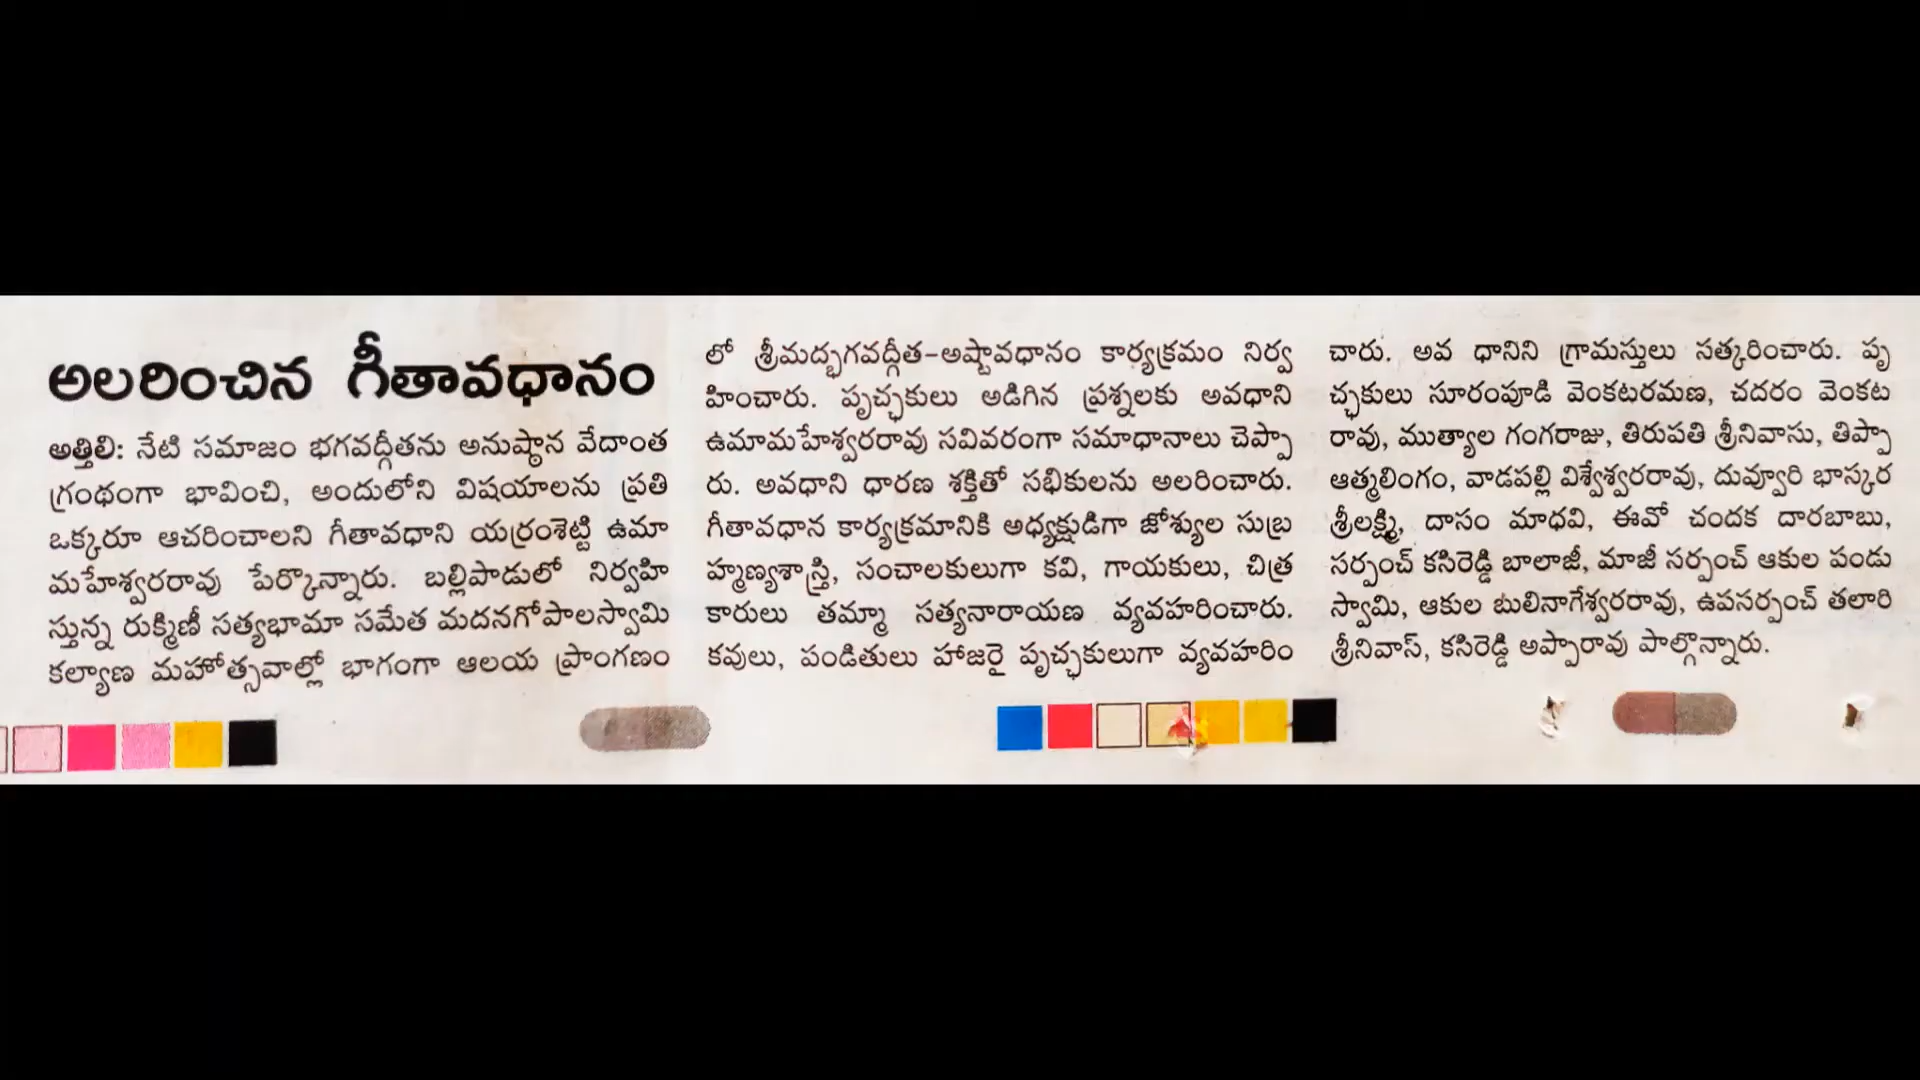 అలరించిన గీతావధానం
అత్తిలి: నేటి సమాజం భగవద్గీతను అనుష్ఠాన వేదాంత
గ్రంథంగా భావించి, అందులోని విషయాలను ప్రతి
ఒక్కరూ ఆచరించాలని గీతావధాని యర్రంశెట్టి ఉమా
మహేశ్వరరావు పేర్కొన్నారు. బల్లిపాడులో నిర్వహి
స్తున్న రుక్మిణీ సత్యభామా సమేత మదనగోపాలస్వామి
కల్యాణ మహోత్సవాల్లో భాగంగా ఆలయ ప్రాంగణం
లో శ్రీమద్భగవద్గీత-అష్టావధానం కార్యక్రమం నిర్వ
హించారు. పృచ్ఛకులు అడిగిన ప్రశ్నలకు అవధాని
ఉమామహేశ్వరరావు సవివరంగా సమాధానాలు చెప్పా
రు. అవధాని ధారణ శక్తితో సభికులను అలరించారు.
గీతావధాన కార్యక్రమానికి అధ్యక్షుడిగా జోశ్యుల సుబ్ర
హ్మణ్యశాస్త్రి, సంచాలకులుగా కవి, గాయకులు, చిత్ర
కారులు తమ్మా సత్యనారాయణ వ్యవహరించారు.
కవులు, పండితులు హాజరై పృచ్ఛకులుగా వ్యవహరిం
చారు. అవ ధానిని గ్రామస్తులు సత్కరించారు. పృ
చ్ఛకులు సూరంపూడి వెంకటరమణ, చదరం వెంకట
రావు, ముత్యాల గంగరాజు, తిరుపతి శ్రీనివాసు, తిప్పా
ఆత్మలింగం, వాడపల్లి విశ్వేశ్వరరావు, దువ్వూరి భాస్కర
శ్రీలక్ష్మి, దాసం మాధవి, ఈవో చందక దారబాబు,
సర్పంచ్ కసిరెడ్డి బాలాజీ, మాజీ సర్పంచ్ ఆకుల పండు
స్వామి, ఆకుల బులినాగేశ్వరరావు, ఉపసర్పంచ్ తలారి
శ్రీనివాస్, కసిరెడ్డి అప్పారావు పాల్గొన్నారు.